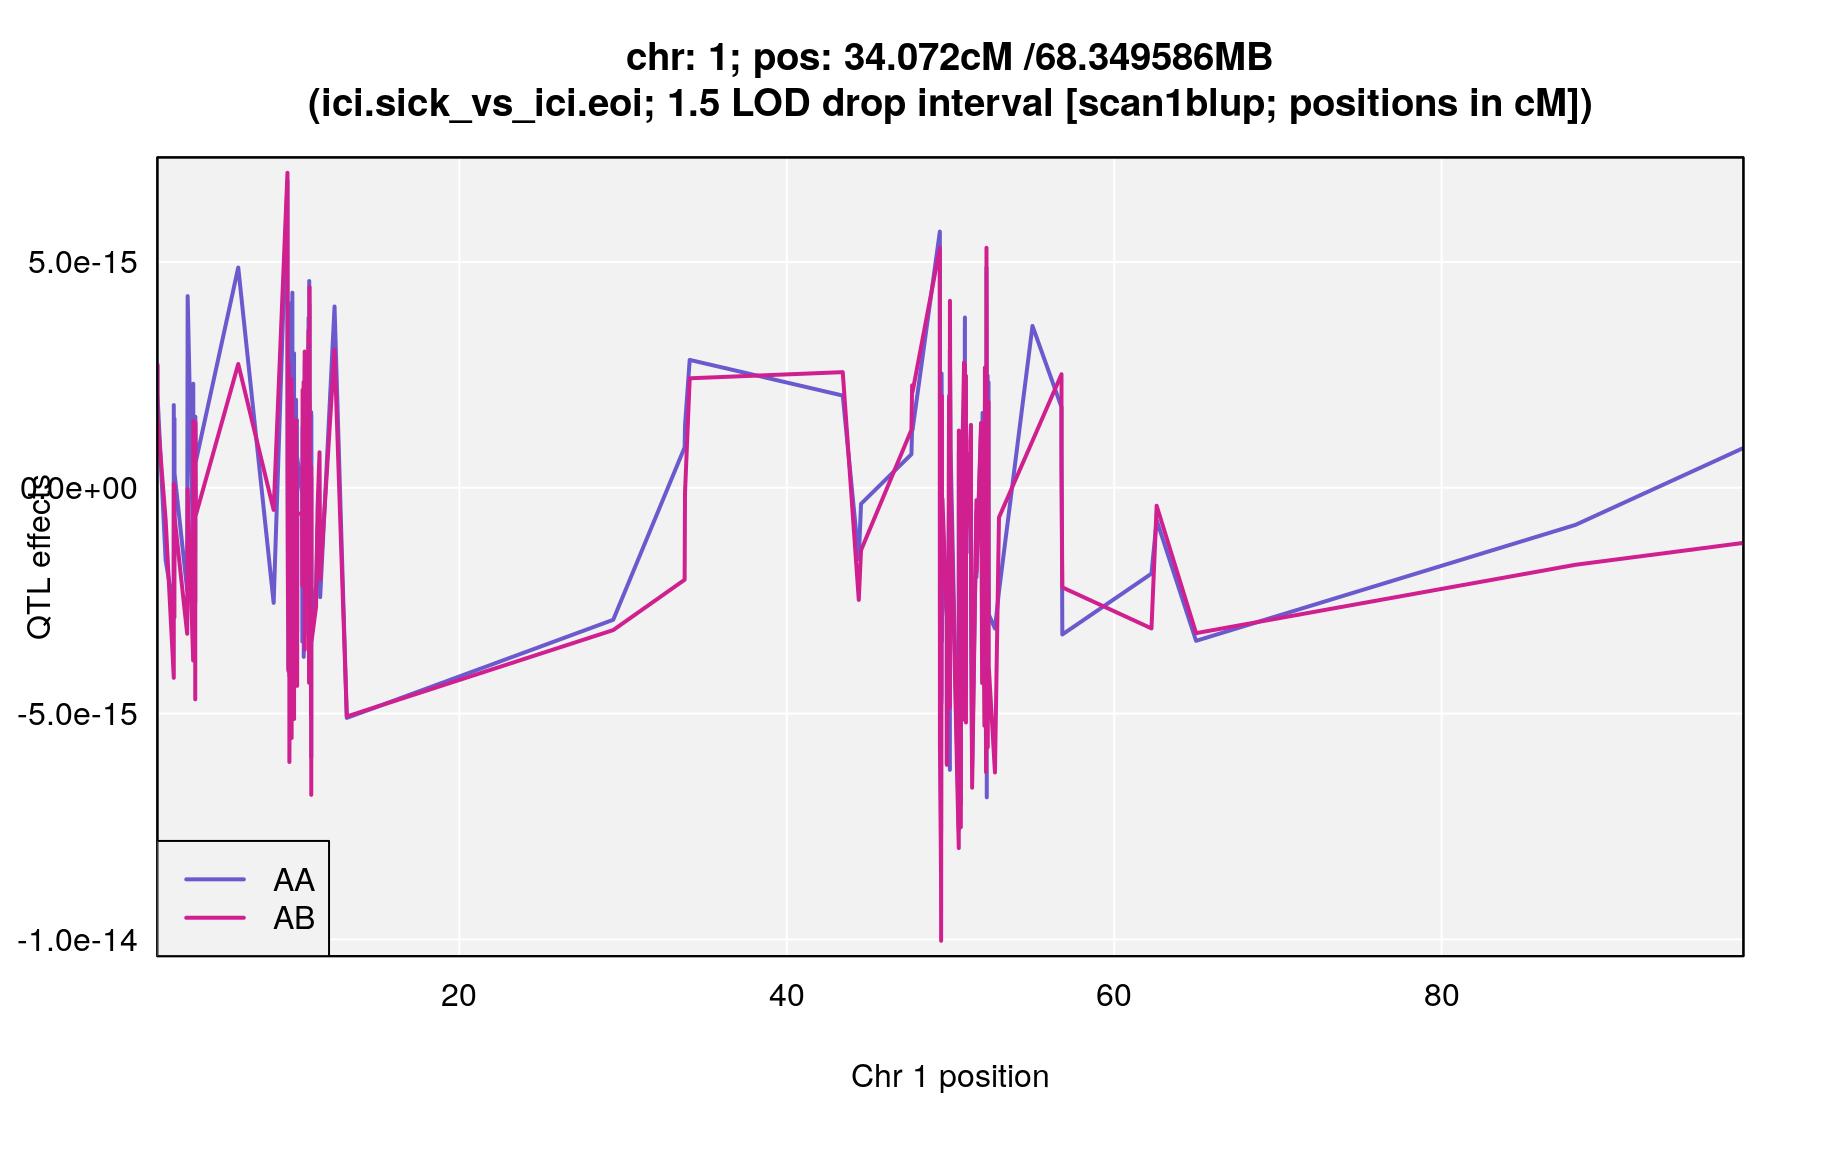 chr: 1; pos: 34.072cM /68.349586MB
(ici.sick_vs_ici.eoi; 1.5 LOD drop interval [scan1blup; positions in cM])
5.0e-15
0.0e+00
-5.0e-15
-1.0e-14
QTL effects
AA
AB
20 40 60 80
Chr 1 position